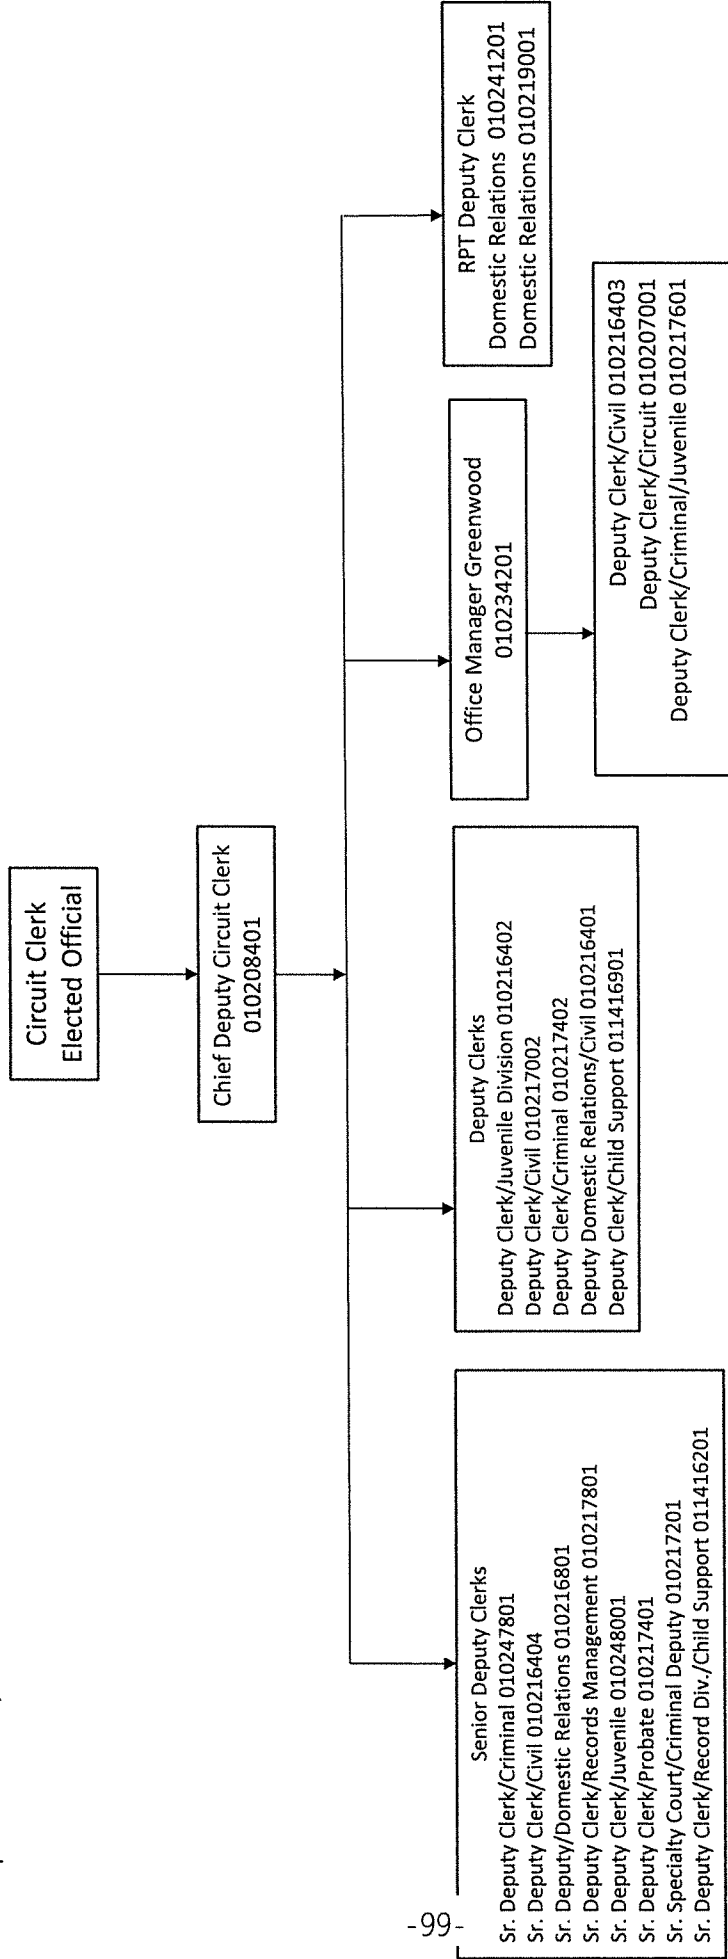 Circuit Clerk
Elected Official
Chief Deputy Circuit Clerk
010208401
Senior Deputy Clerks
Sr. Deputy Clerk/Criminal 010247801
Sr. Deputy Clerk/Civil 010216404
Sr. Deputy/Domestic Relations 010216801
Sr. Deputy Clerk/Records Management 010217801
Sr. Deputy Clerk/Juvenile 010248001
Sr. Deputy Clerk/Probate 010217401
Sr. Specialty Court/Criminal Deputy 010217201
Sr. Deputy Clerk/Record Div./Child Support 011416201
Deputy Clerks
Deputy Clerk/Juvenile Division 010216402
Deputy Clerk/Civil 010217002
Deputy Clerk/Criminal 010217402
Deputy Domestic Relations/Civil 010216401
Deputy Clerk/Child Support 011416901
Office Manager Greenwood
010234201
Deputy Clerk/Civil 010216403
Deputy Clerk/Circuit 010207001
Deputy Clerk/Criminal/Juvenile 010217601
RPT Deputy Clerk
Domestic Relations 010241201
Domestic Relations 010219001
-99-